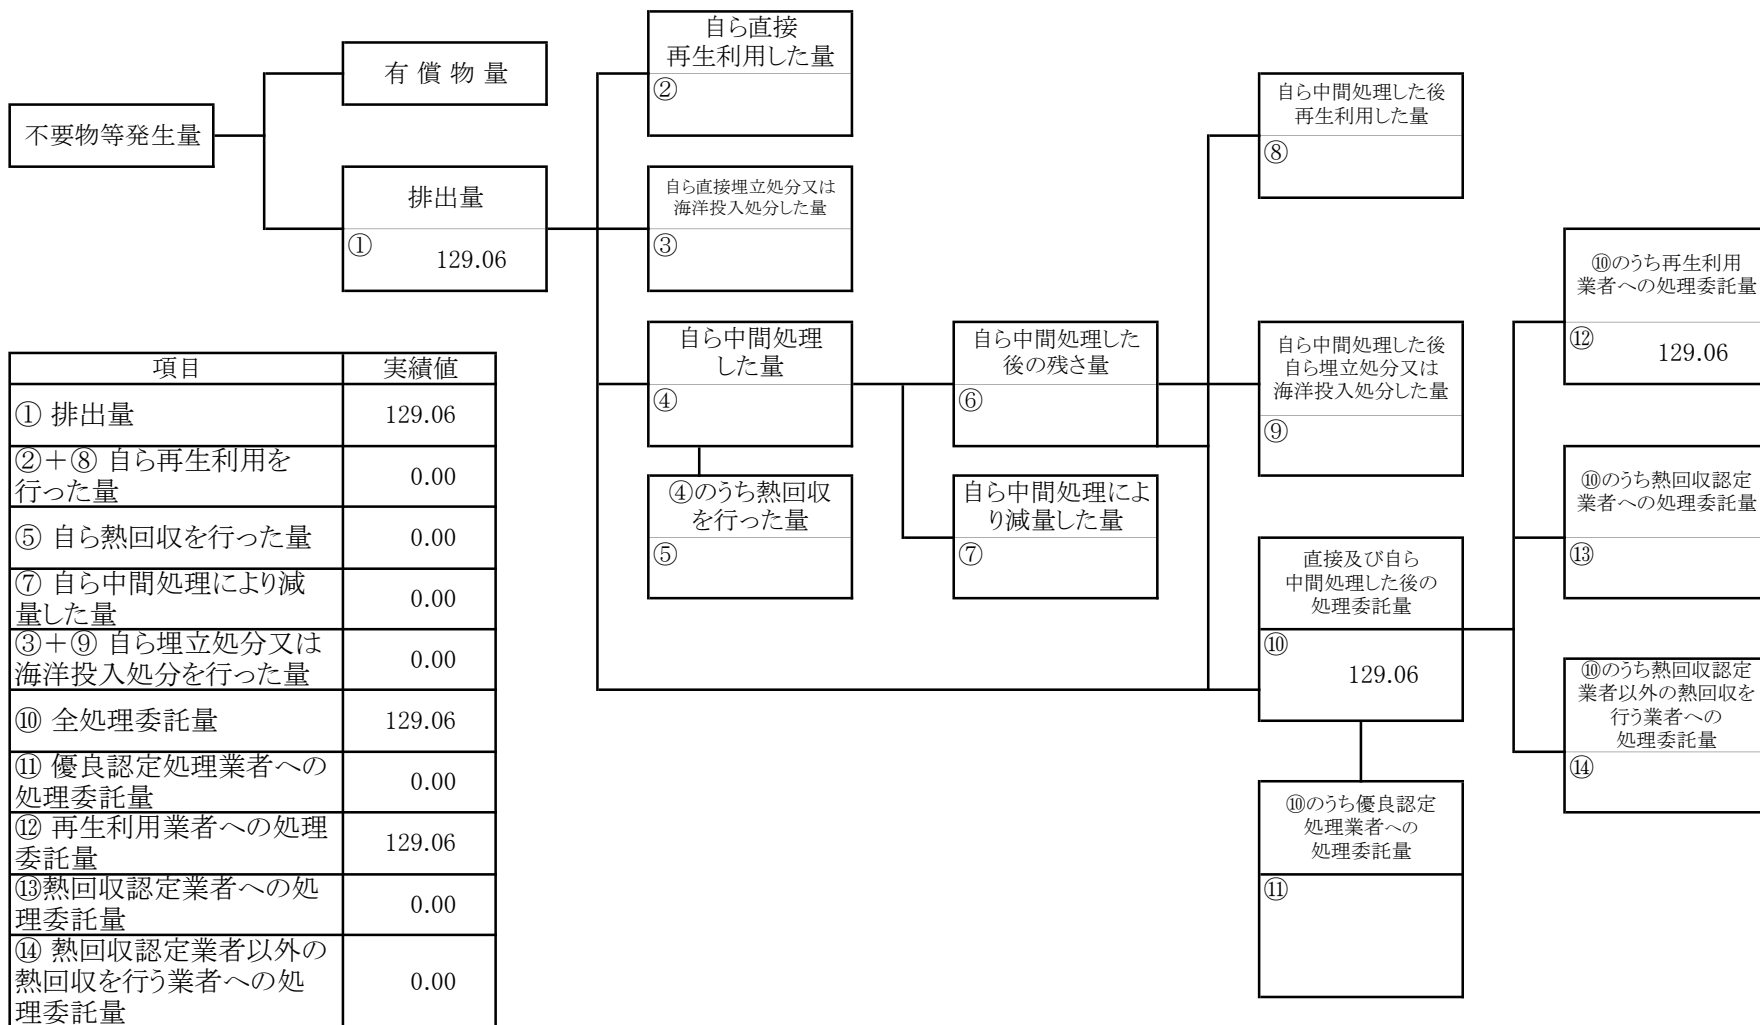 不要物等発生量
有 償 物 量
排出量
①
129.06
自ら直接
再生利用した量
②
自ら直接埋立処分又は
海洋投入処分した量
③
自ら中間処理
した量
④
④のうち熱回収
を行った量
⑤
自ら中間処理した
後の残さ量
⑥
自ら中間処理によ
り減量した量
⑦
自ら中間処理した後
再生利用した量
⑧
自ら中間処理した後
自ら埋立処分又は
海洋投入処分した量
⑨
直接及び自ら
中間処理した後の
処理委託量
⑩
129.06
⑩のうち優良認定
処理業者への
処理委託量
⑪
⑩のうち再生利用
業者への処理委託量
⑫
129.06
⑩のうち熱回収認定
業者への処理委託量
⑬
⑩のうち熱回収認定
業者以外の熱回収を
行う業者への
処理委託量
⑭
項目 実績値
① 排出量 129.06
②＋⑧ 自ら再生利用を
行った量 0.00
⑤ 自ら熱回収を行った量 0.00
⑦ 自ら中間処理により減
量した量 0.00
③＋⑨ 自ら埋立処分又は
海洋投入処分を行った量 0.00
⑩ 全処理委託量 129.06
⑪ 優良認定処理業者への
処理委託量 0.00
⑫ 再生利用業者への処理
委託量 129.06
⑬熱回収認定業者への処
理委託量 0.00
⑭ 熱回収認定業者以外の
熱回収を行う業者への処
理委託量 0.00